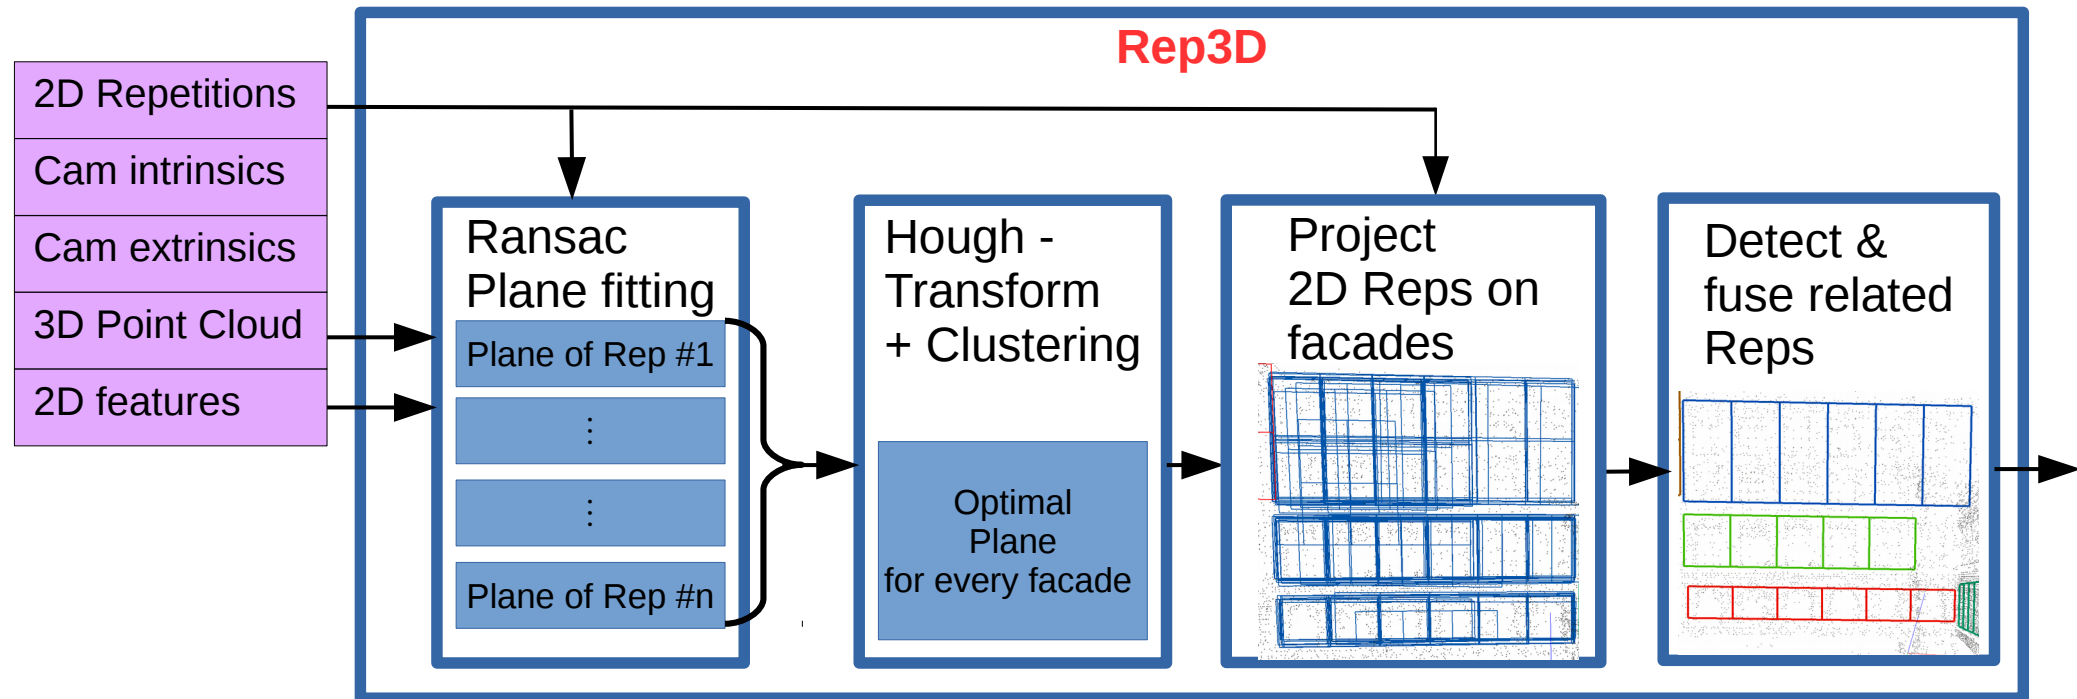 Rep3D
2D Repetitions
Cam intrinsics
Cam extrinsics
3D Point Cloud
2D features
Ransac
Plane fitting
Plane of Rep #1
⋮
⋮
Plane of Rep #n
Hough -
Transform
+ Clustering
Optimal
Plane
for every facade
Project
2D Reps on
facades
Detect &
fuse related
Reps